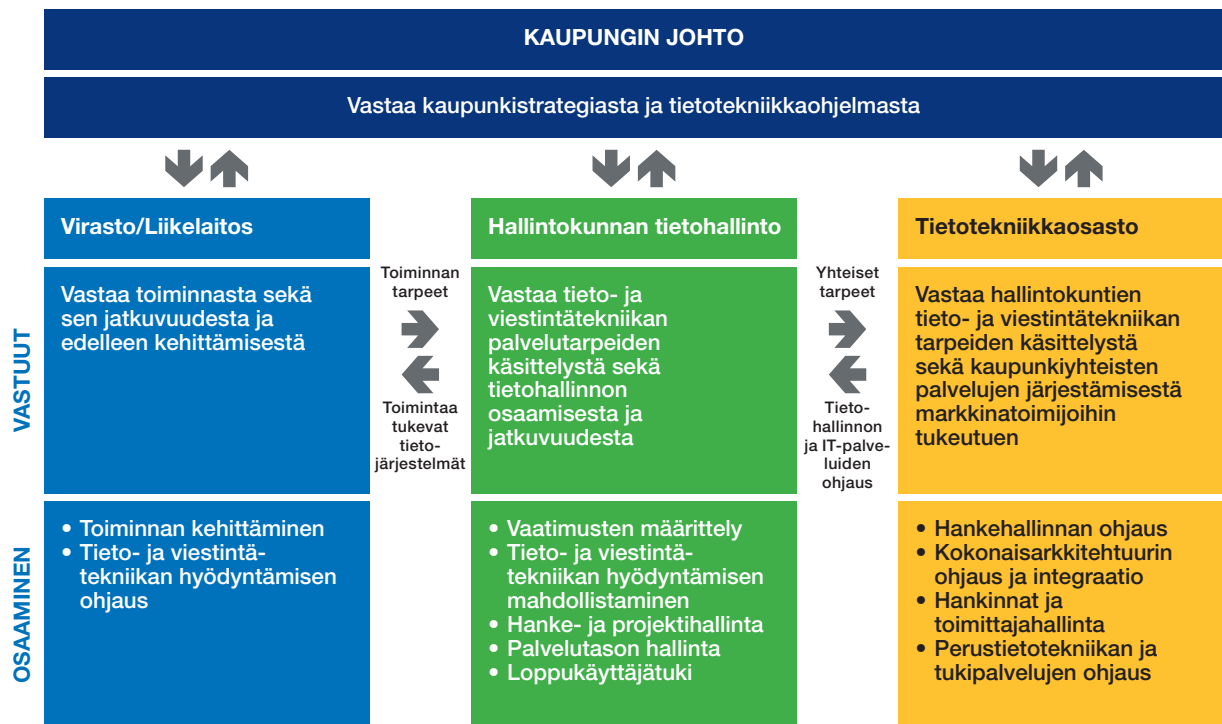 KAUPUNGIN JOHTO
Vastaa kaupunkistrategiasta ja tietotekniikkaohjelmasta
Virasto/Liikelaitos
Hallintokunnan tietohallinto
Tietotekniikkaosasto
VASTUUT
Vastaa toiminnasta sekä
sen jatkuvuudesta ja
edelleen kehittämisestä
Toiminnan
tarpeet
Toimintaa
tukevat
tieto-
järjestelmät
Vastaa tieto- ja
viestintätekniikan
palvelutarpeiden
käsittelystä sekä
tietohallinnon
osaamisesta ja
jatkuvuudesta
Yhteiset
tarpeet
Tieto-
hallinnon
ja IT-palve-
luiden
ohjaus
Vastaa hallintokuntien
tieto- ja viestintätekniikan
tarpeiden käsittelystä
sekä kaupunkiyhteisten
palvelujen järjestämisestä
markkinatoimijoihin
tukeutuen
OSAAMINEN
• Toiminnan kehittäminen
• Tieto- ja viestintä-
tekniikan hyödyntämisen
ohjaus
• Vaatimusten määrittely
• Tieto- ja viestintä-
tekniikan hyödyntämisen
mahdollistaminen
• Hanke- ja projektihallinta
• Palvelutason hallinta
• Loppukäyttäjätuki
• Hankehallinnan ohjaus
• Kokonaisarkkitehtuurin
ohjaus ja integraatio
• Hankinnat ja
toimittajahallinta
• Perustietotekniikan ja
tukipalvelujen ohjaus